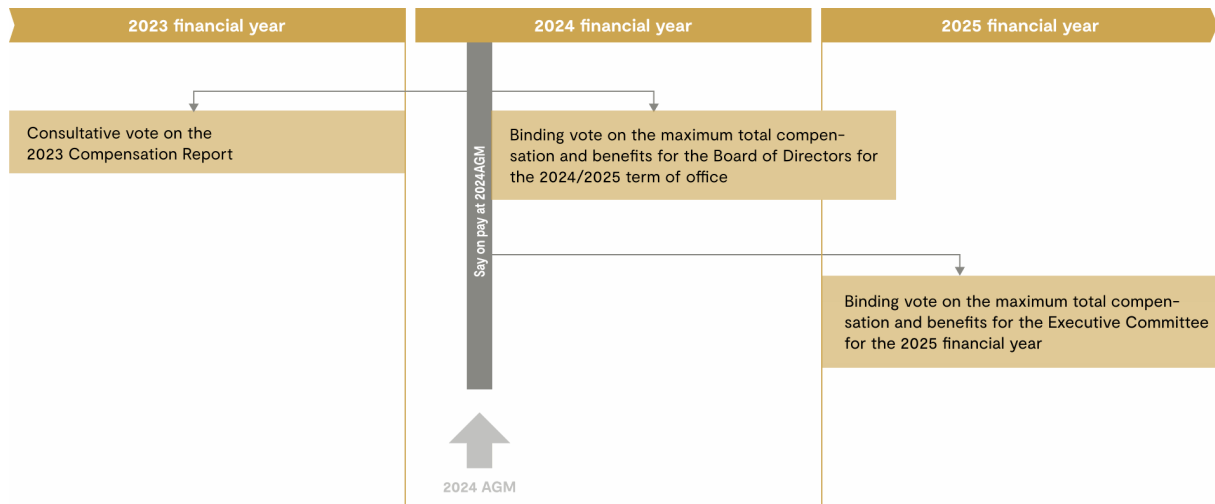 2023 financial year
2024 financial year
2025 financial year
Consultative vote on the
2023 Compensation Report
Say on pay at 2024AGM
Binding vote on the maximum total compen-
sation and benefits for the Board of Directors for
the 2024/2025 term of office
Binding vote on the maximum total compen-
sation and benefits for the Executive Committee
for the 2025 financial year
2024 AGM